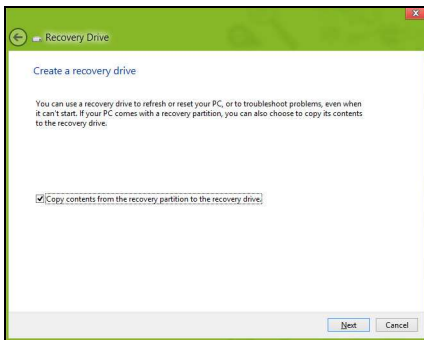 Recovery Drive
Create a recovery drive
You can use a recovery drive to refresh or reset your PC, or to troubleshoot problems, even when
it can't start. If your PC comes with a recovery partition, you can also choose to copy its contents
to the recovery drive.
Copy contents from the recovery partition to the recovery drive.
Next Cancel